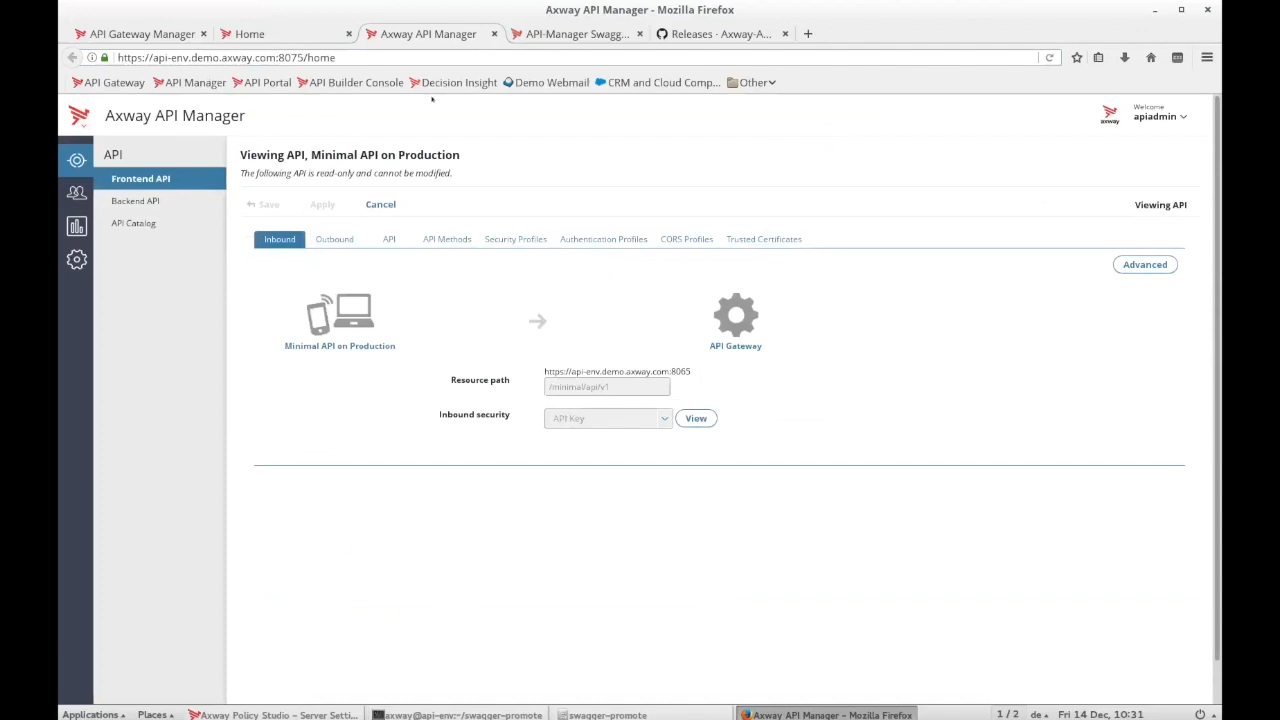 Axway API Manager - Mozilla Firefox
API Gateway Manager
Home
Axway API Manager
API-Manager Swagg...
Releases · Axway-A...
https://api-env.demo.axway.com:8075/home
API Gateway
API Manager
API Portal
API Builder Console
Decision Insight
Demo Webmail
CRM and Cloud Comp...
Other
Axway API Manager
axway
Welcome
apiadmin
API
Frontend API
Backend API
API Catalog
Viewing API, Minimal API on Production
The following API is read-only and cannot be modified.
Save
Apply
Cancel
Viewing API
Inbound
Outbound
API
API Methods
Security Profiles
Authentication Profiles
CORS Profiles
Trusted Certificates
Advanced
Minimal API on Production
API Gateway
Resource path
https://api-env.demo.axway.com:8065
/minimal/api/v1
Inbound security
API Key
View
Applications
Places
Axway Policy Studio – Server Setti...
axway@api-env:~/swagger-promote
swagger-promote
Axway API Manager - Mozilla Firefox
1 / 2
de
Fri 14 Dec, 10:31